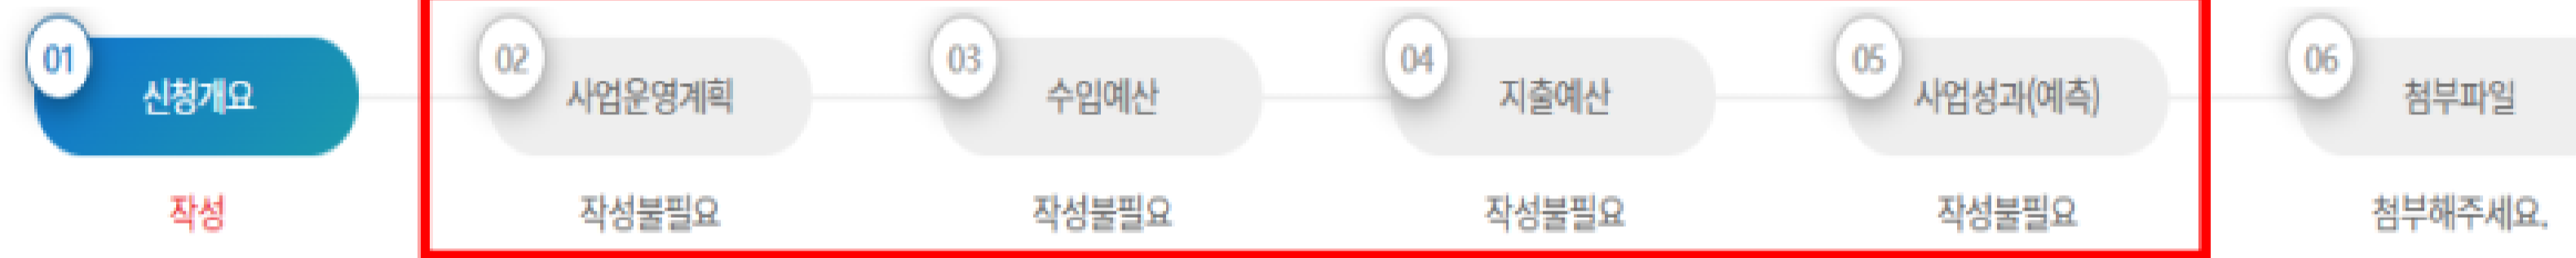 01 신청개요 02 사업운영계획 03 수입예산 04 지출예산 05 사업성과(예측) 06 첨부파일
작성 작성불필요 작성불필요 작성불필요 작성불필요 첨부해주세요.